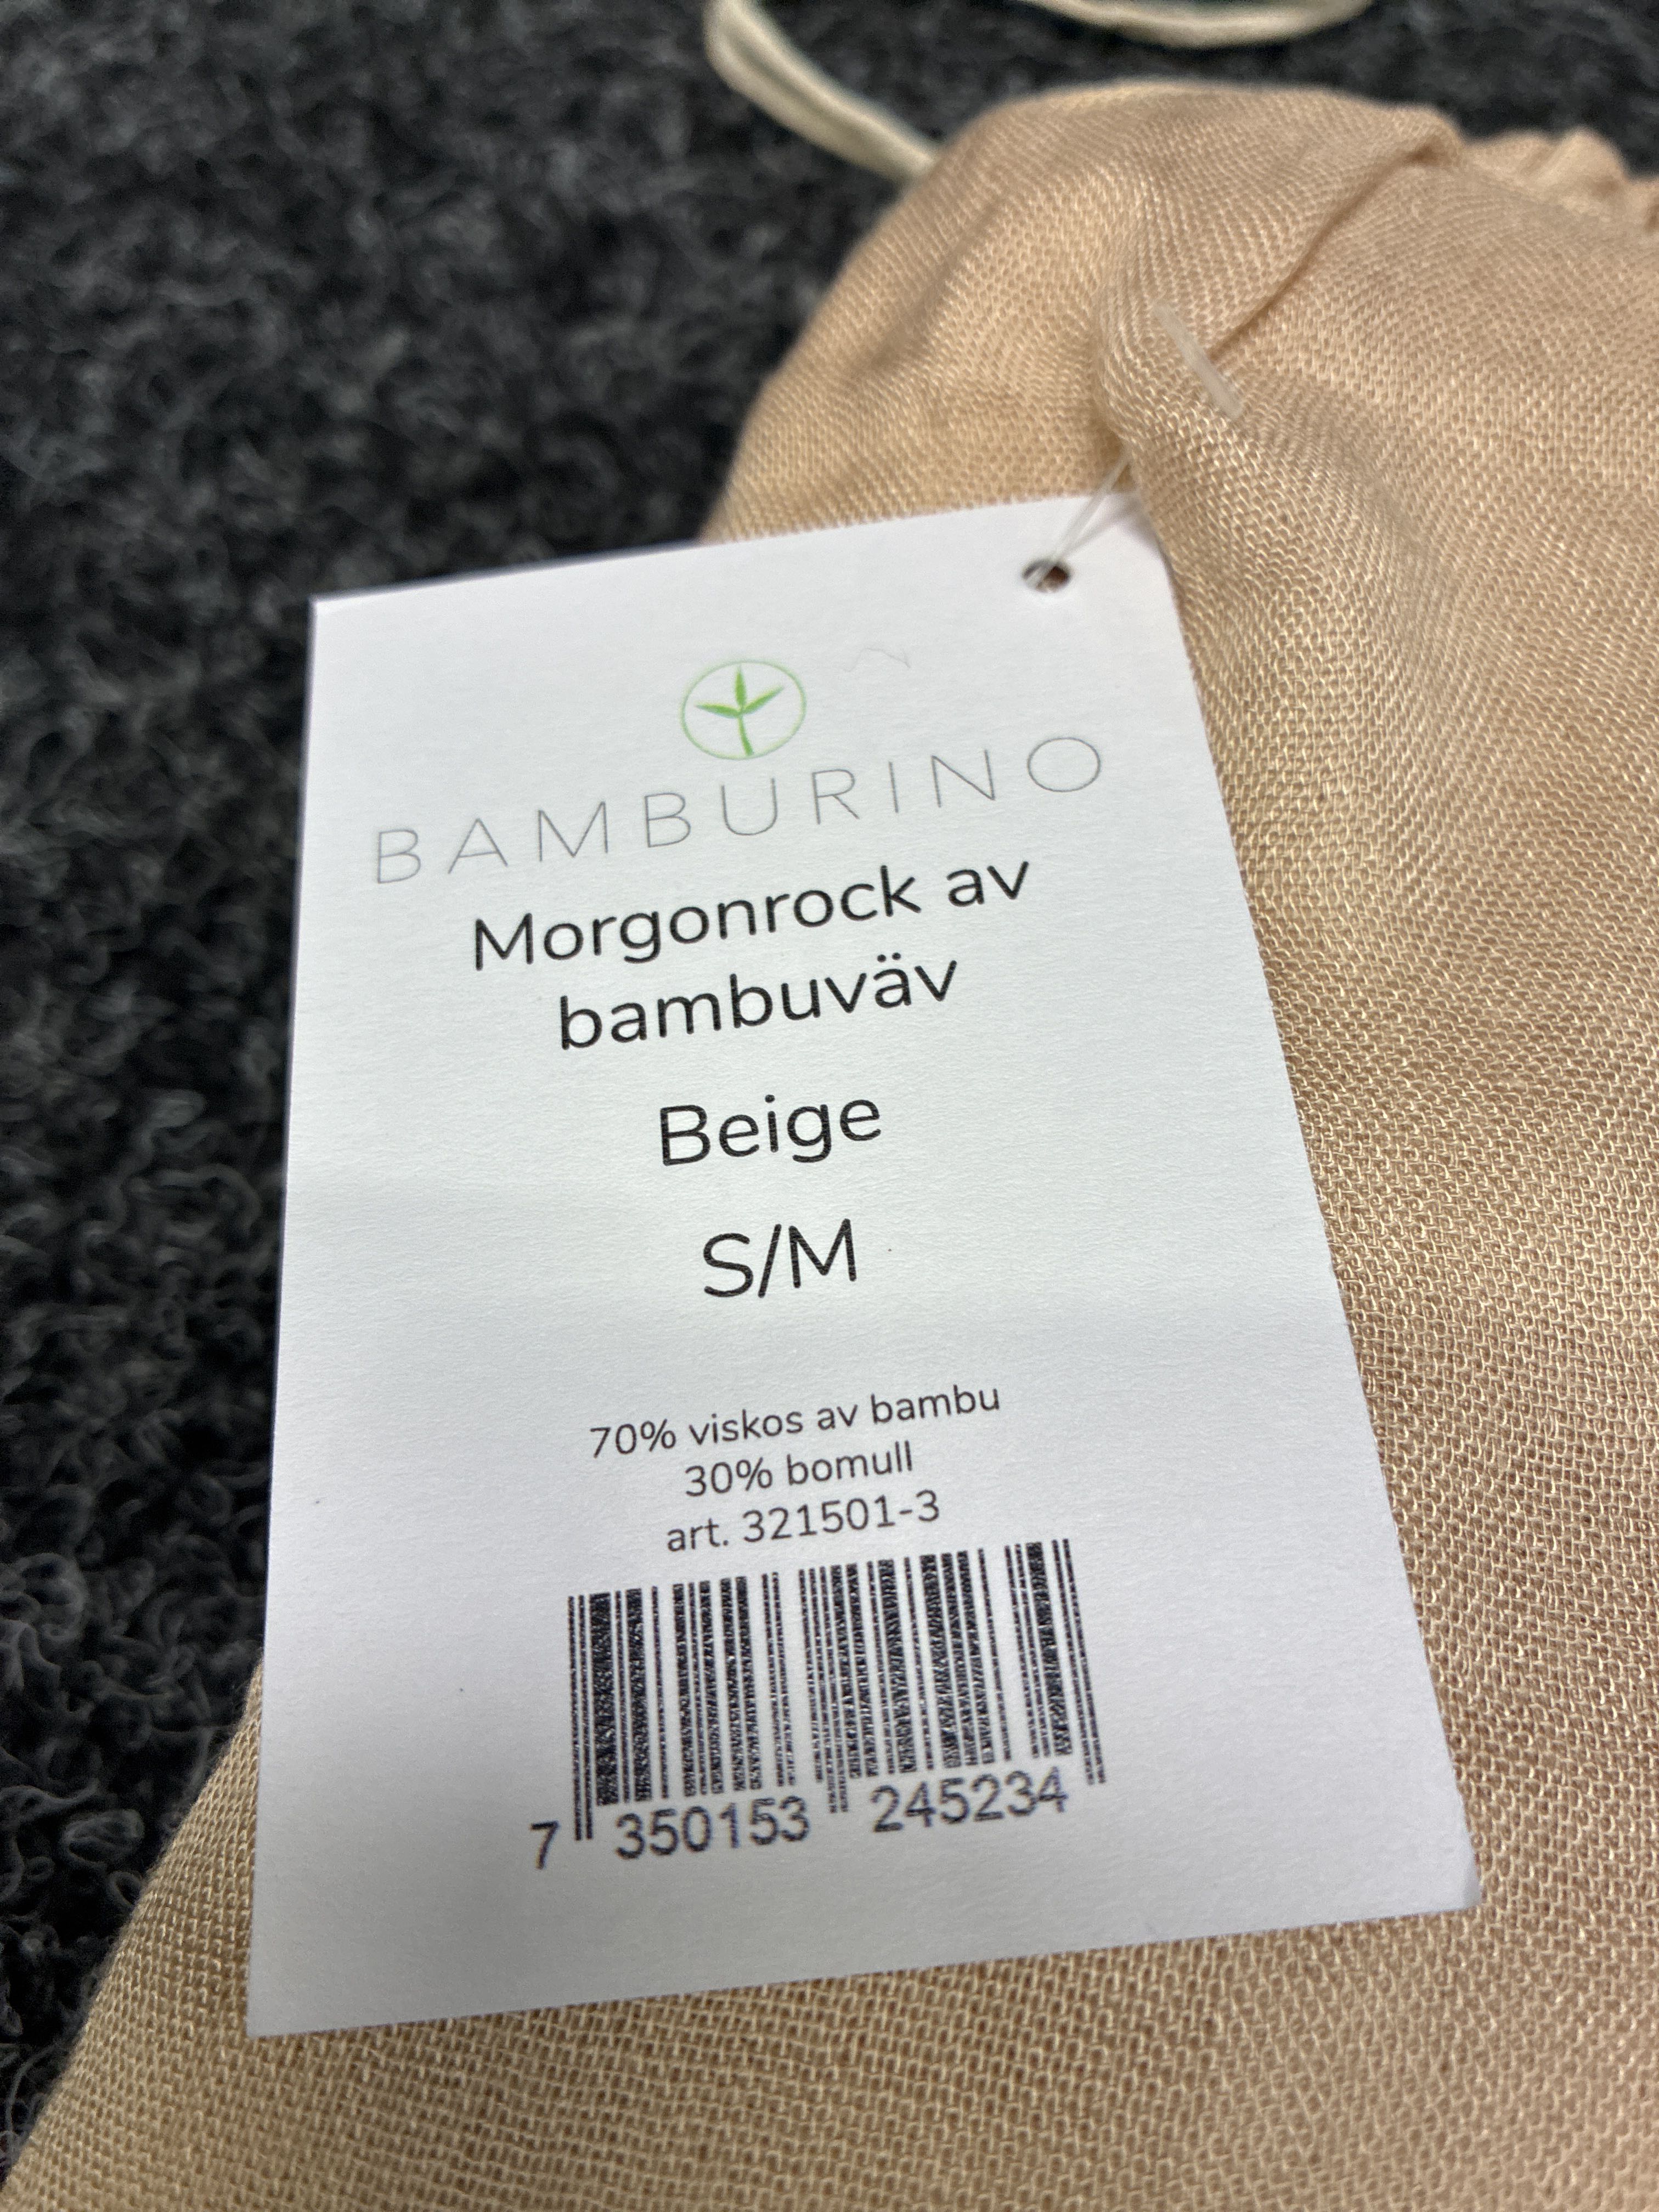 BAMBURINO
Morgonrock av
bambuväv
Beige
S/M
70% viskos av bambu
30% bomull
art. 321501-3
7 350153 245234